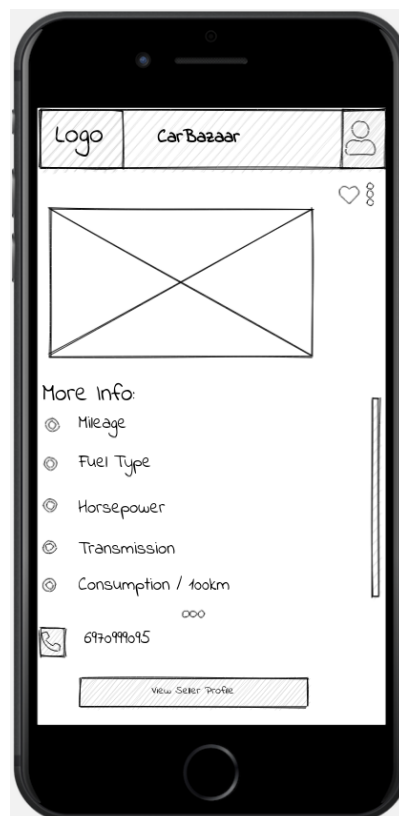 Logo CarBazaar
More Info:
Mileage
Fuel Type
Horsepower
Transmission
Consumption / 100km
6970999095
View Seller Profile